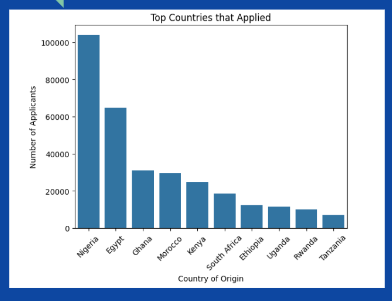 Top Countries that Applied
Number of Applicants
100000
80000
60000
40000
20000
0
Nigeria
Egypt
Ghana
Morocco
Kenya
South Africa
Ethiopia
Uganda
Rwanda
Tanzania
Country of Origin